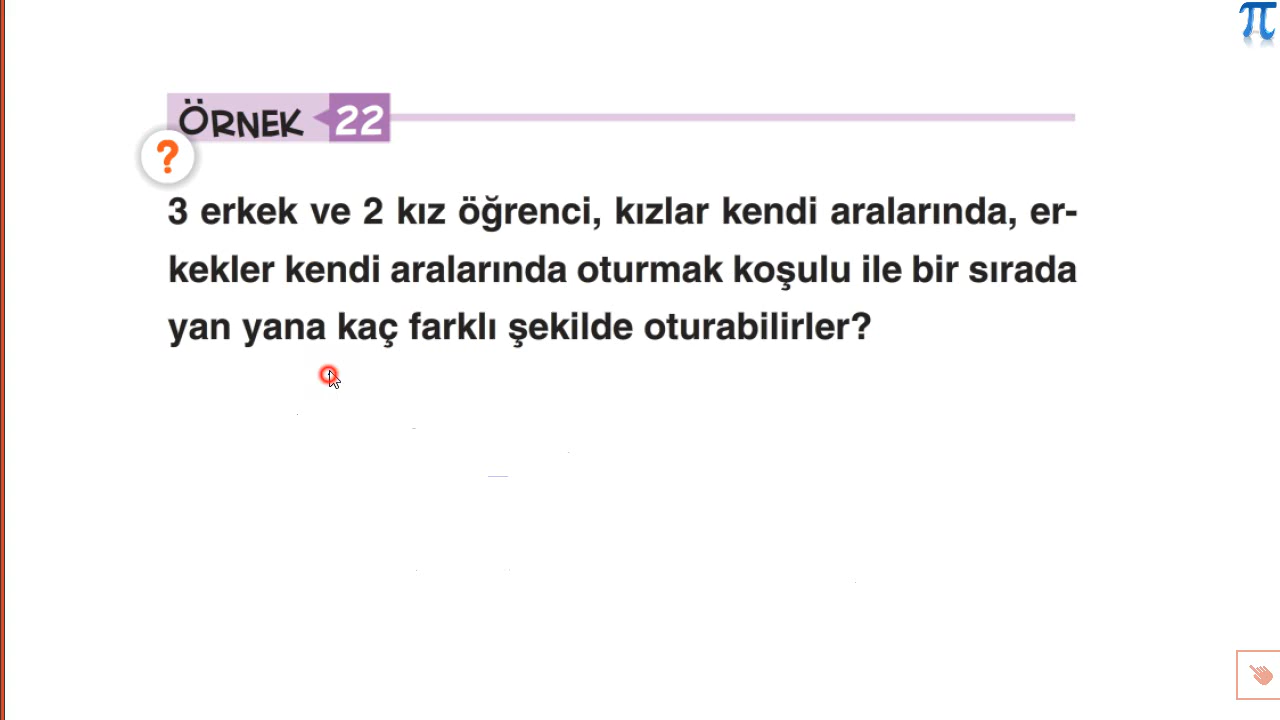 π
ÖRNEK 22
?
3 erkek ve 2 kız öğrenci, kızlar kendi aralarında, er-
kekler kendi aralarında oturmak koşulu ile bir sırada
yan yana kaç farklı şekilde oturabilirler?